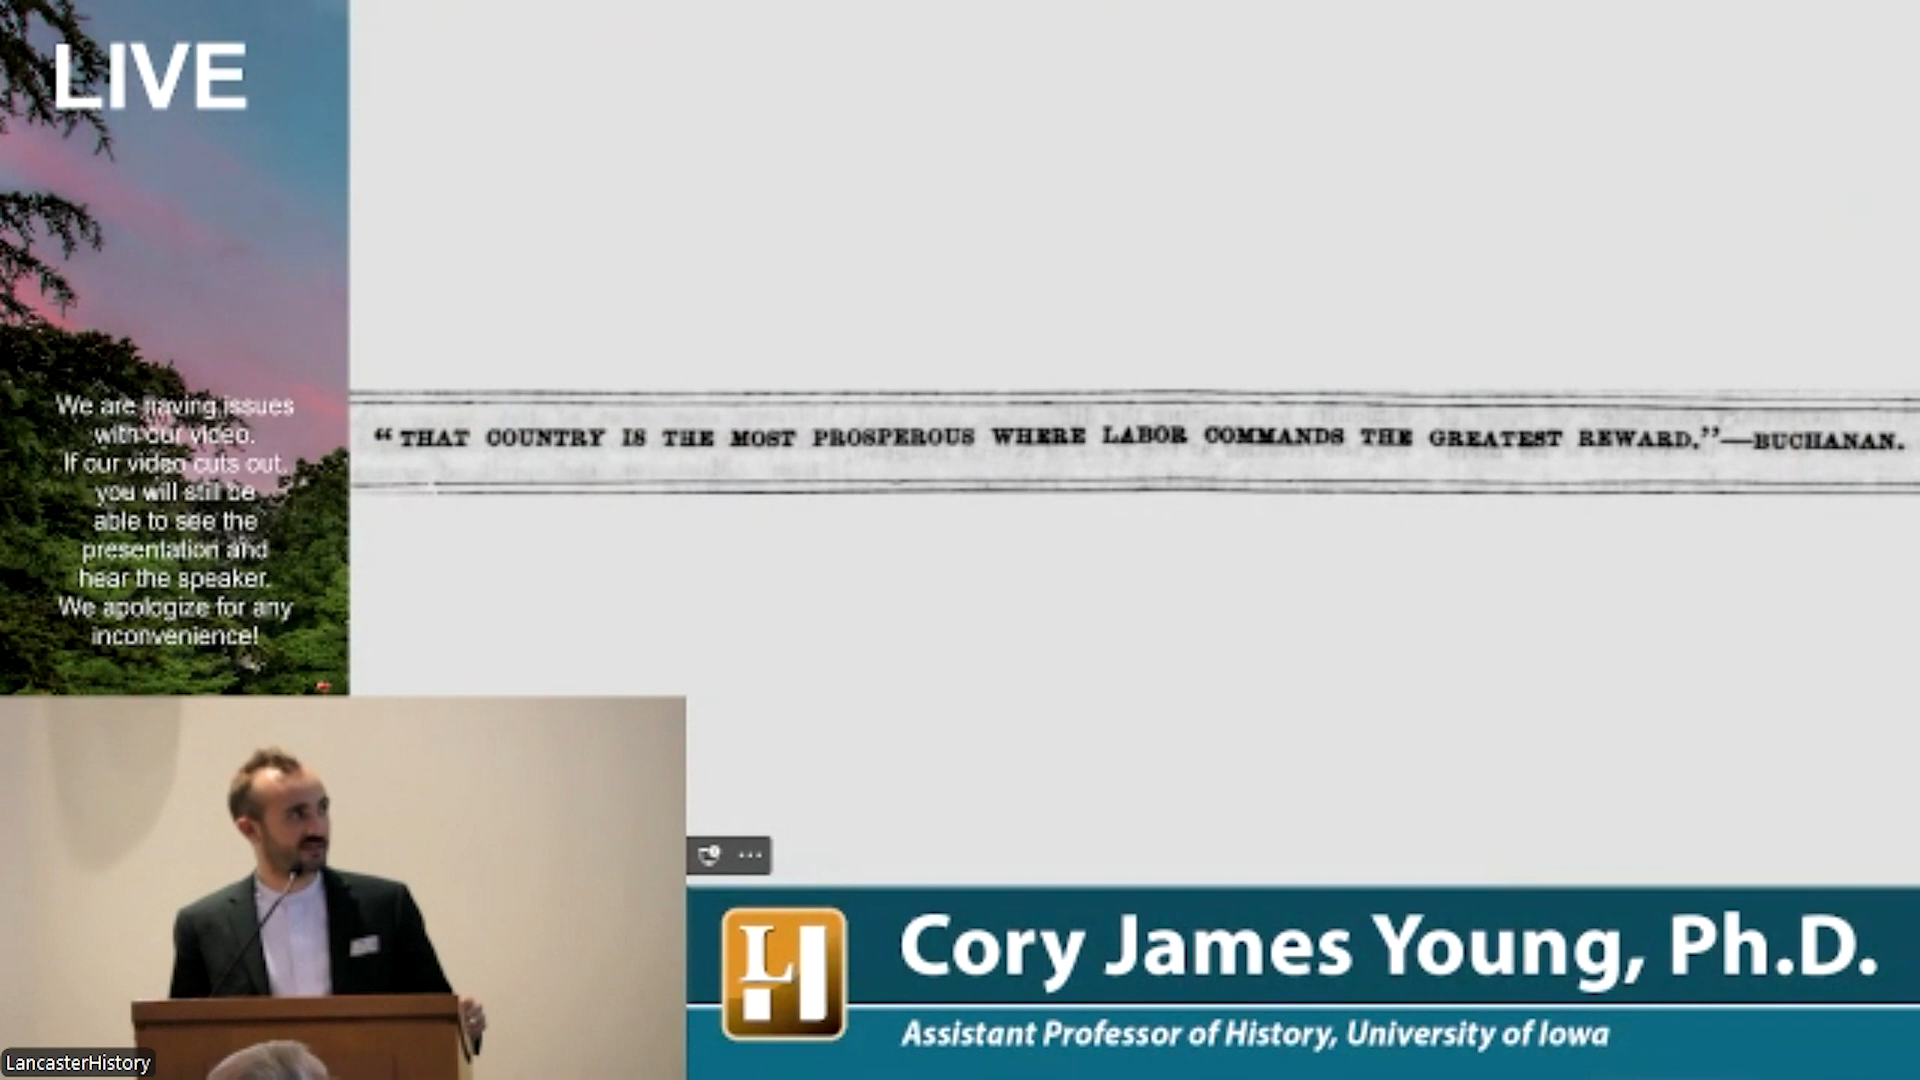 LIVE
We are having issues
with our video.
If our video cuts out,
you will still be
able to see the
presentation and
hear the speaker.
We apologize for any
inconvenience!
“THAT COUNTRY IS THE MOST PROSPEROUS WHERE LABOR COMMANDS THE GREATEST REWARD.”—BUCHANAN.
LH
Cory James Young, Ph.D.
Assistant Professor of History, University of Iowa
LancasterHistory